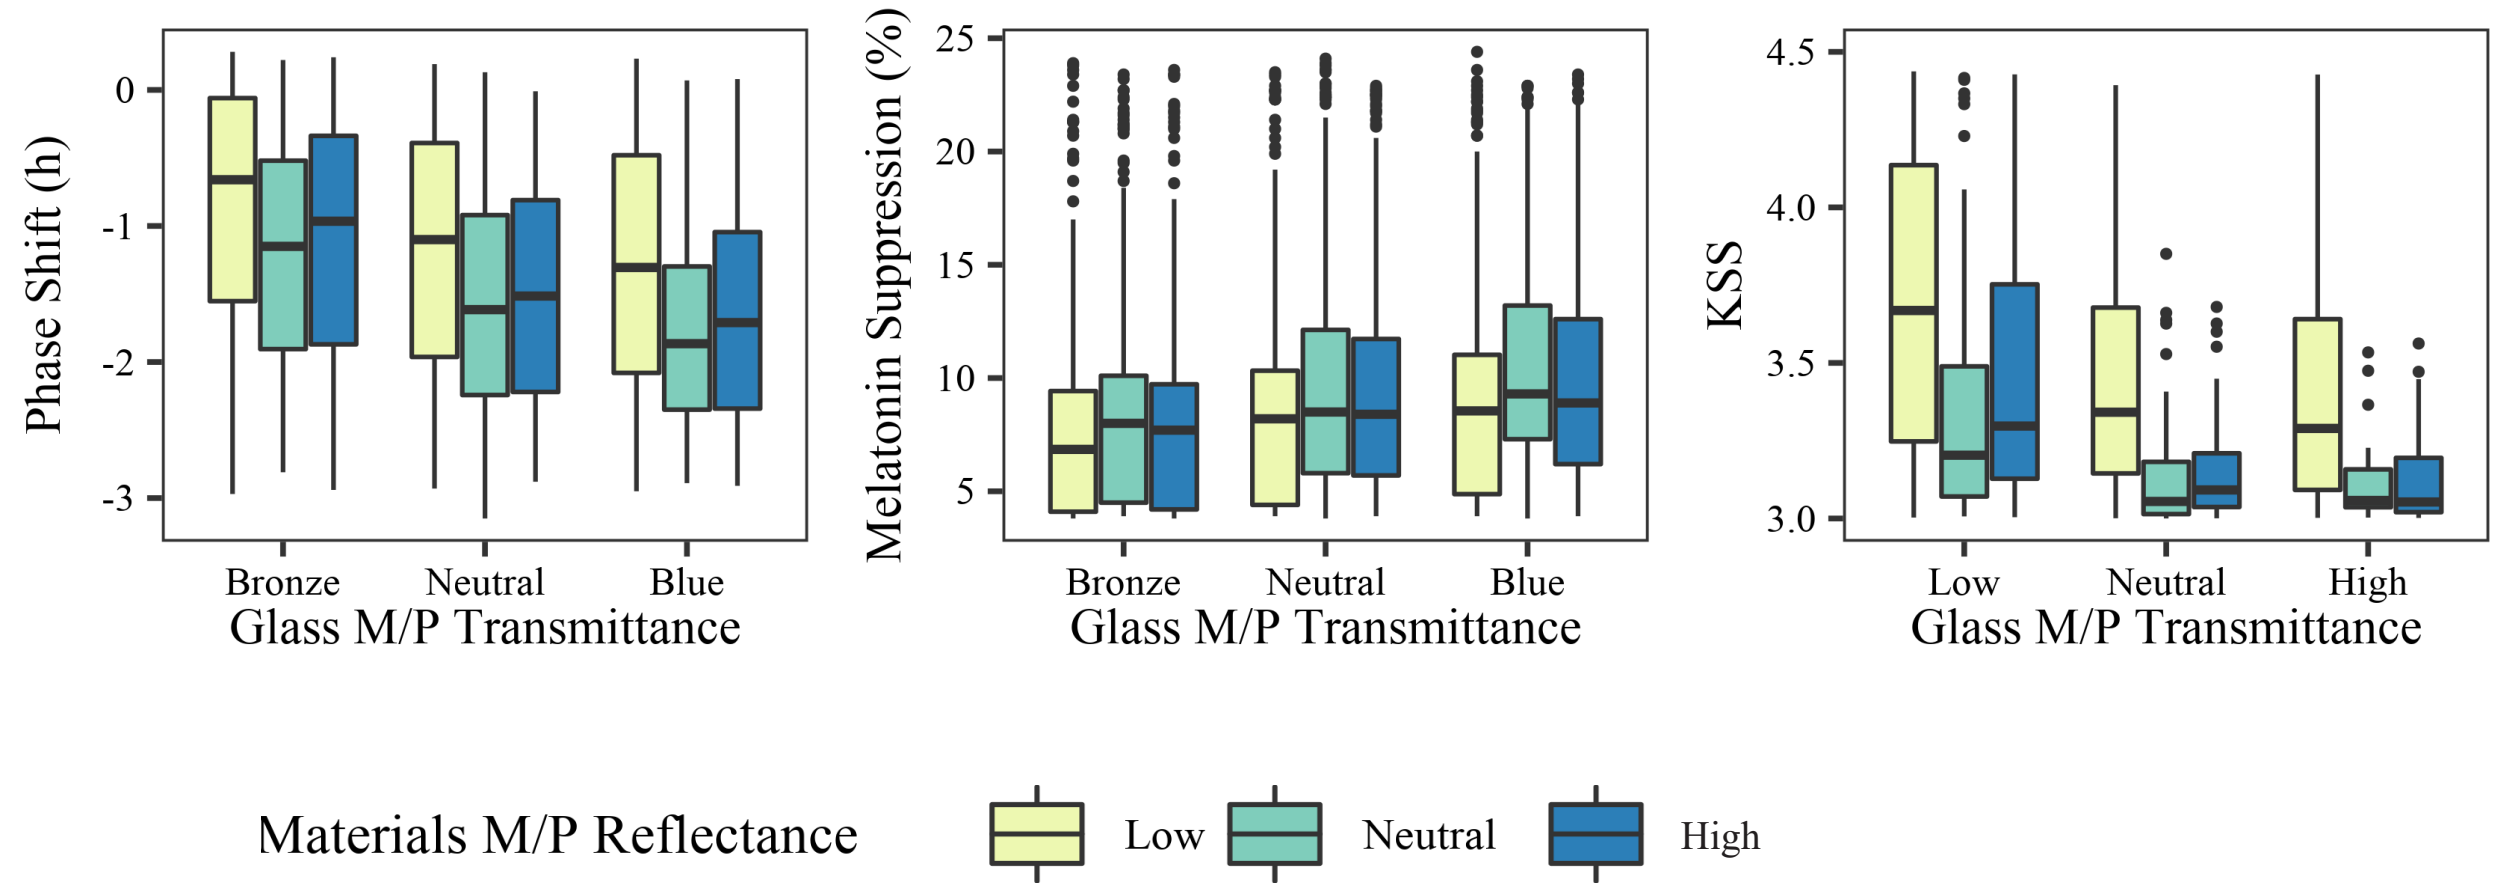 Phase Shift (h)
0
-1
-2
-3
Bronze Neutral Blue
Glass M/P Transmittance
Melatonin Suppression (%)
25
20
15
10
5
Bronze Neutral Blue
Glass M/P Transmittance
KSS
4.5
4.0
3.5
3.0
Low Neutral High
Glass M/P Transmittance
Materials M/P Reflectance Low Neutral High